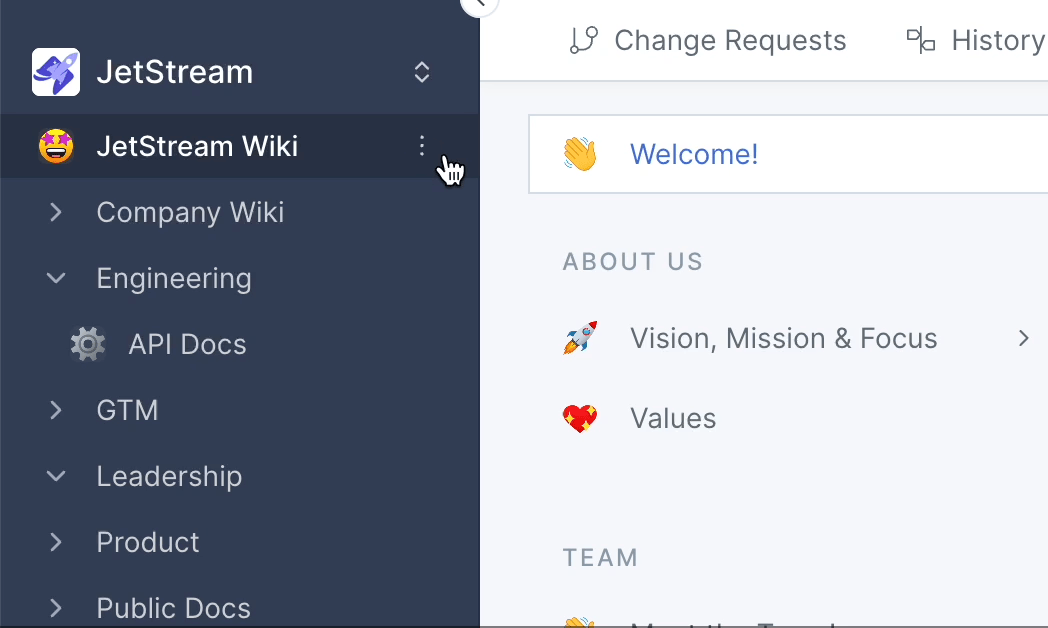 JetStream
JetStream Wiki
Company Wiki
Engineering
API Docs
GTM
Leadership
Product
Public Docs
Change Requests
History
Welcome!
ABOUT US
Vision, Mission & Focus
Values
TEAM